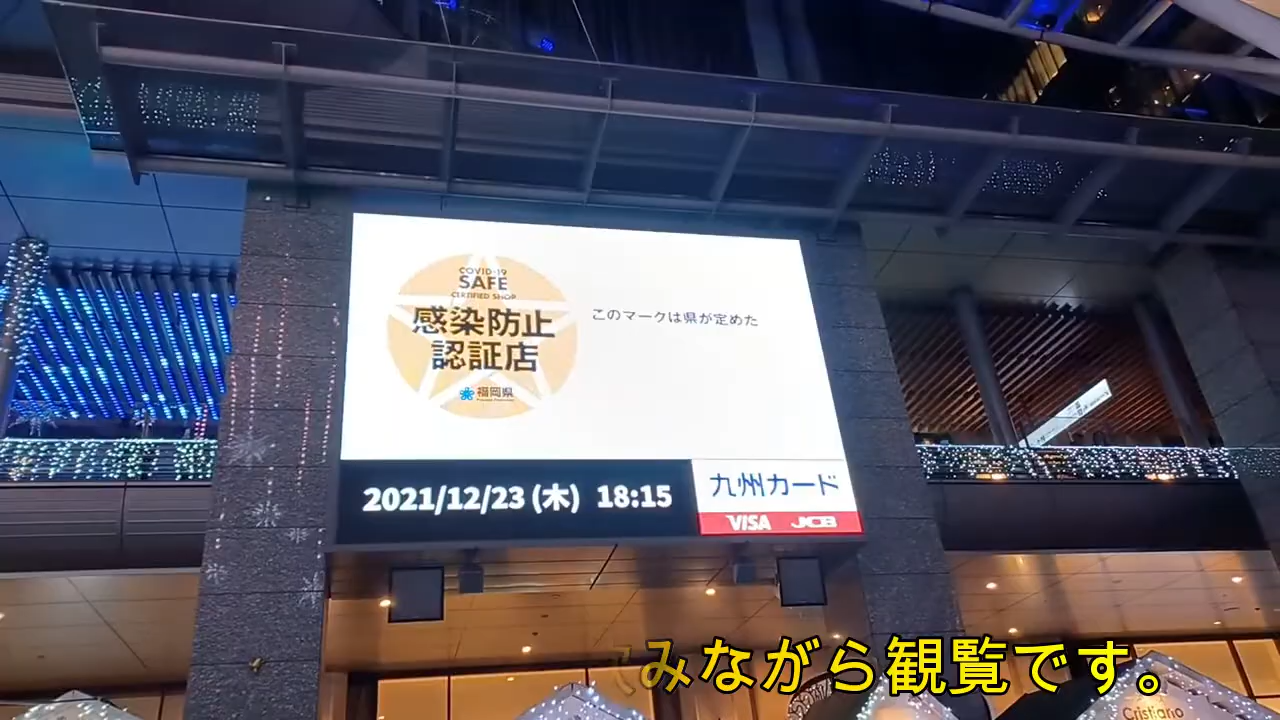 COVID-19
SAFE
CERTIFIED SHOP
感染防止
認証店
福岡県
このマークは県が定めた
2021/12/23 (木) 18:15
九州カード
VISA JCB
みながら観覧です。
Cristiano